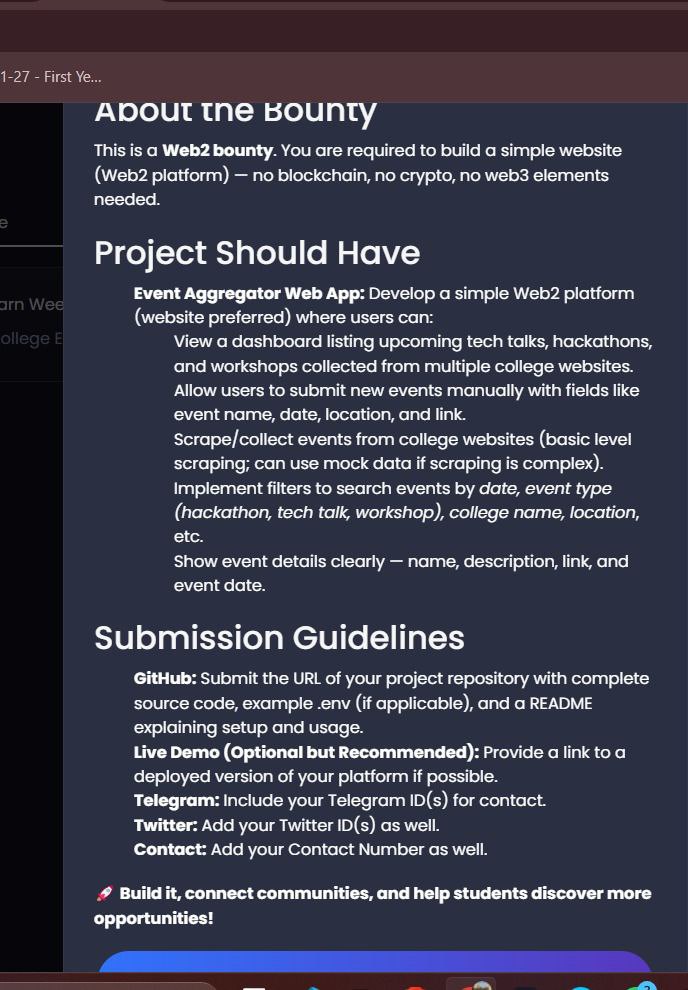 1-27 - First Ye...
About the Bounty
This is a Web2 bounty. You are required to build a simple website
(Web2 platform) — no blockchain, no crypto, no web3 elements
needed.
e
Project Should Have
Event Aggregator Web App: Develop a simple Web2 platform
arn Wee
(website preferred) where users can:
ollege E
View a dashboard listing upcoming tech talks, hackathons,
and workshops collected from multiple college websites.
Allow users to submit new events manually with fields like
event name, date, location, and link.
Scrape/collect events from college websites (basic level
scraping; can use mock data if scraping is complex).
Implement filters to search events by date, event type
(hackathon, tech talk, workshop), college name, location,
etc.
Show event details clearly — name, description, link, and
event date.
Submission Guidelines
GitHub: Submit the URL of your project repository with complete
source code, example .env (if applicable), and a README
explaining setup and usage.
Live Demo (Optional but Recommended): Provide a link to a
deployed version of your platform if possible.
Telegram: Include your Telegram ID(s) for contact.
Twitter: Add your Twitter ID(s) as well.
Contact: Add your Contact Number as well.
🚀 Build it, connect communities, and help students discover more
opportunities!
2